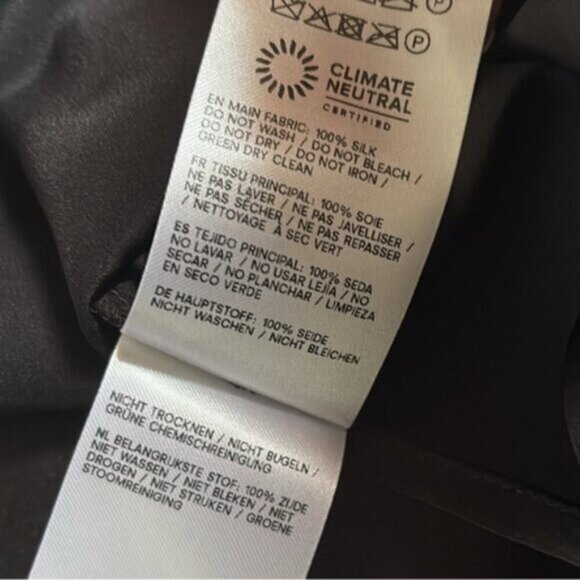 P
P
CLIMATE
NEUTRAL
CERTIFIED
EN MAIN FABRIC: 100% SILK
DO NOT WASH / DO NOT BLEACH /
DO NOT DRY / DO NOT IRON /
GREEN DRY CLEAN
FR TISSU PRINCIPAL: 100% SOIE
NE PAS LAVER / NE PAS JAVELLISER /
NE PAS SÉCHER / NE PAS REPASSER
/ NETTOYAGE À SEC VERT
ES TEJIDO PRINCIPAL: 100% SEDA
NO LAVAR / NO USAR LEJÍA / NO
SECAR / NO PLANCHAR / LIMPIEZA
EN SECO VERDE
DE HAUPTSTOFF: 100% SEIDE
NICHT WASCHEN / NICHT BLEICHEN
NICHT TROCKNEN / NICHT BUGELN /
GRÜNE CHEMISCHREINIGUNG
NL BELANGRIJKSTE STOF: 100% ZIJDE
NIET WASSEN / NIET BLEKEN / NIET
DROGEN / NIET STRIJKEN / GROENE
STOOMREINIGING